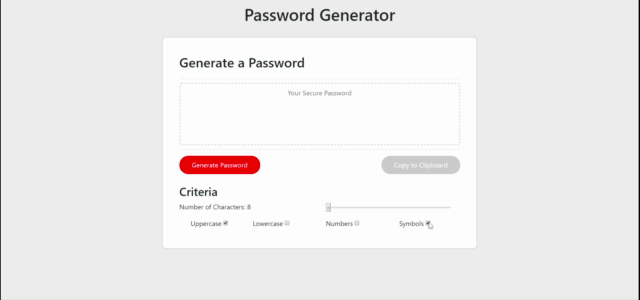 Password Generator
Generate a Password
Your Secure Password
Generate Password
Copy to Clipboard
Criteria
Number of Characters: 8
Uppercase
Lowercase
Numbers
Symbols